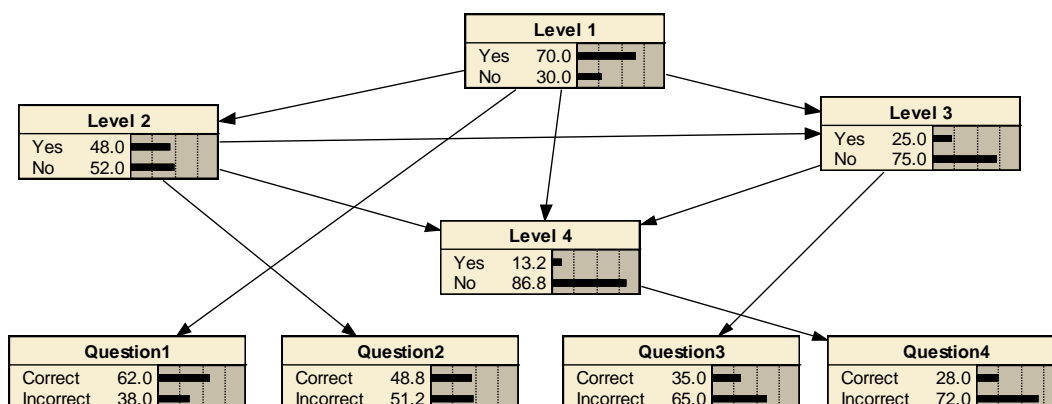 Level 1
Yes 70.0
No 30.0
Level 2
Yes 48.0
No 52.0
Level 3
Yes 25.0
No 75.0
Level 4
Yes 13.2
No 86.8
Question1
Correct 62.0
Incorrect 38.0
Question2
Correct 48.8
Incorrect 51.2
Question3
Correct 35.0
Incorrect 65.0
Question4
Correct 28.0
Incorrect 72.0